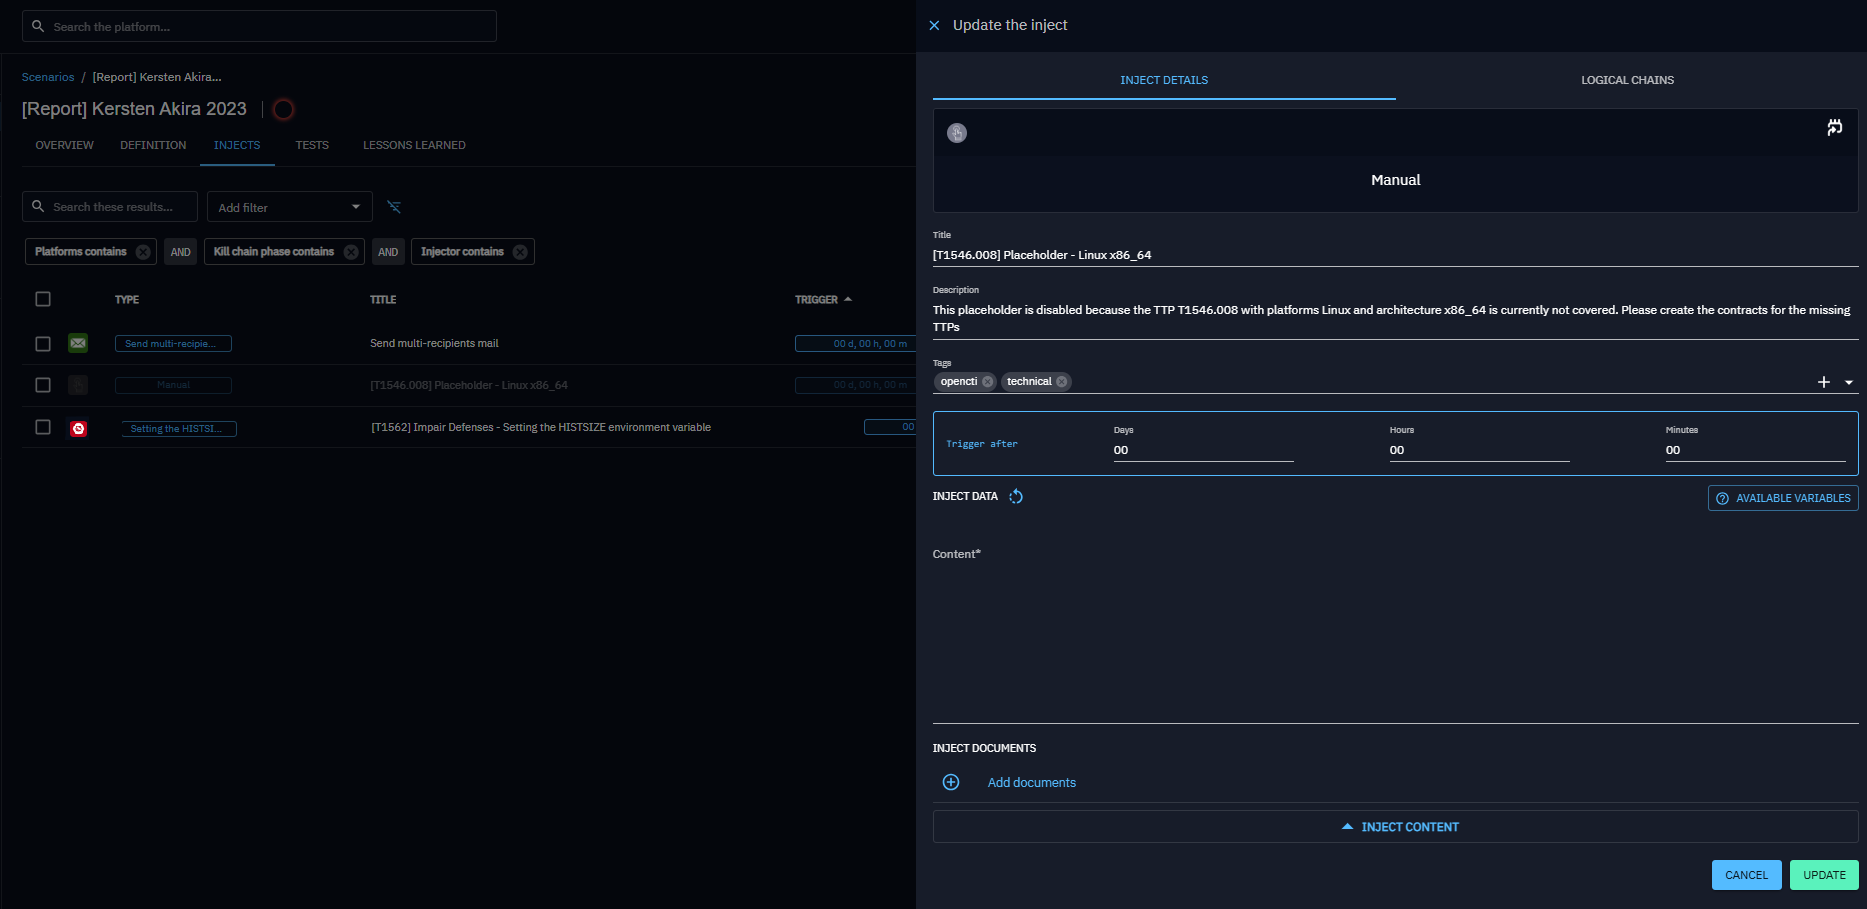 Search the platform...
Scenarios / [Report] Kersten Akira...
[Report] Kersten Akira 2023
OVERVIEW DEFINITION INJECTS TESTS LESSONS LEARNED
Search these results... Add filter
Platforms contains AND Kill chain phase contains AND Injector contains
TYPE TITLE TRIGGER
Send multi-recipie... Send multi-recipients mail 00 d, 00 h, 00 m
Manual [T1546.008] Placeholder - Linux x86_64 00 d, 00 h, 00 m
Setting the HISTSI... [T1562] Impair Defenses - Setting the HISTSIZE environment variable 00
Update the inject
INJECT DETAILS LOGICAL CHAINS
Manual
Title
[T1546.008] Placeholder - Linux x86_64
Description
This placeholder is disabled because the TTP T1546.008 with platforms Linux and architecture x86_64 is currently not covered. Please create the contracts for the missing
TTPs
Tags
opencti technical
Trigger after
Days Hours Minutes
00 00 00
INJECT DATA AVAILABLE VARIABLES
Content*
INJECT DOCUMENTS
Add documents
INJECT CONTENT
CANCEL UPDATE